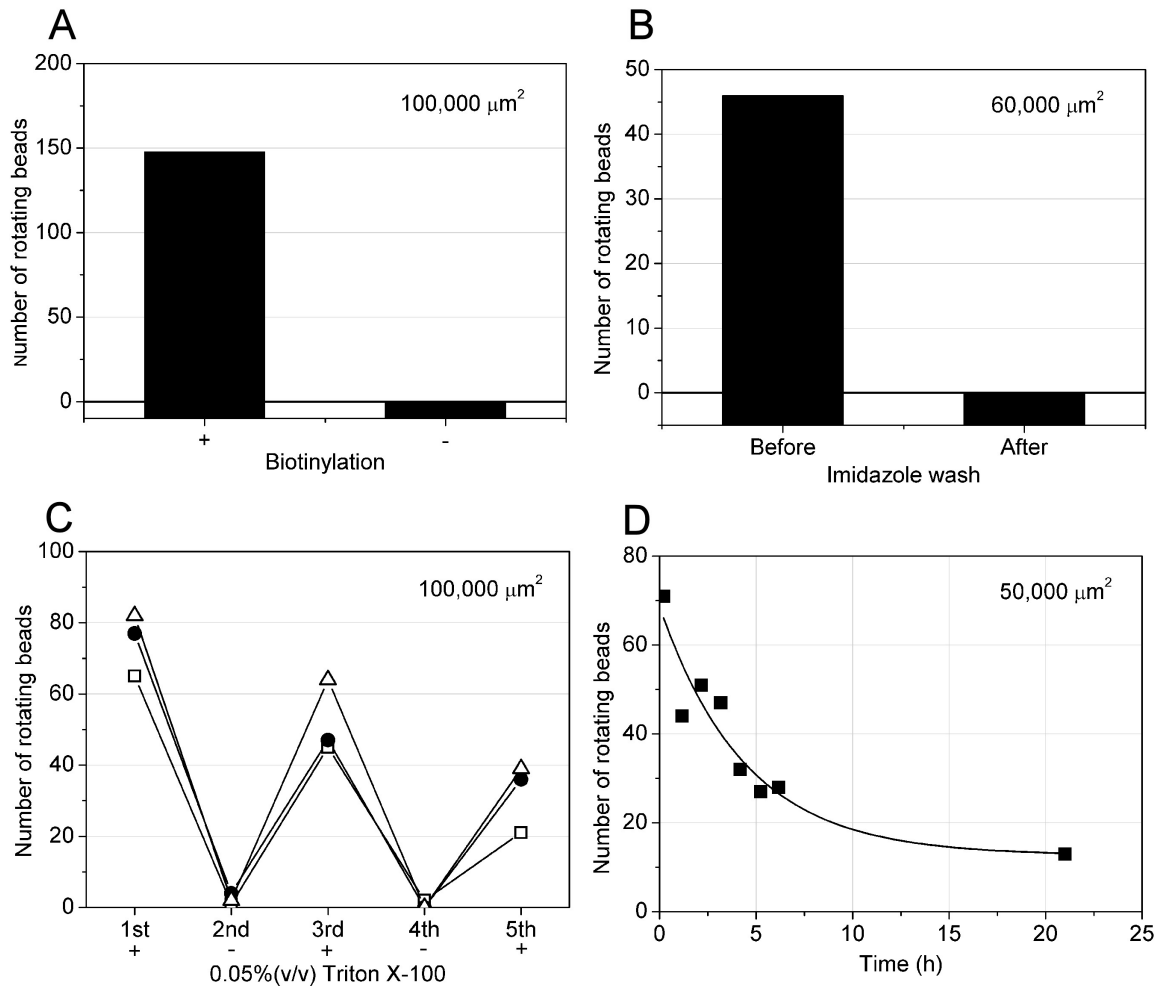 A
200
150
100
50
0
Number of rotating beads
100,000 μm²
+ -
Biotinylation
B
50
40
30
20
10
0
Number of rotating beads
60,000 μm²
Before After
Imidazole wash
C
100
80
60
40
20
0
Number of rotating beads
100,000 μm²
1st 2nd 3rd 4th 5th
+ - + - +
0.05%(v/v) Triton X-100
D
80
60
40
20
0
Number of rotating beads
50,000 μm²
0 5 10 15 20 25
Time (h)